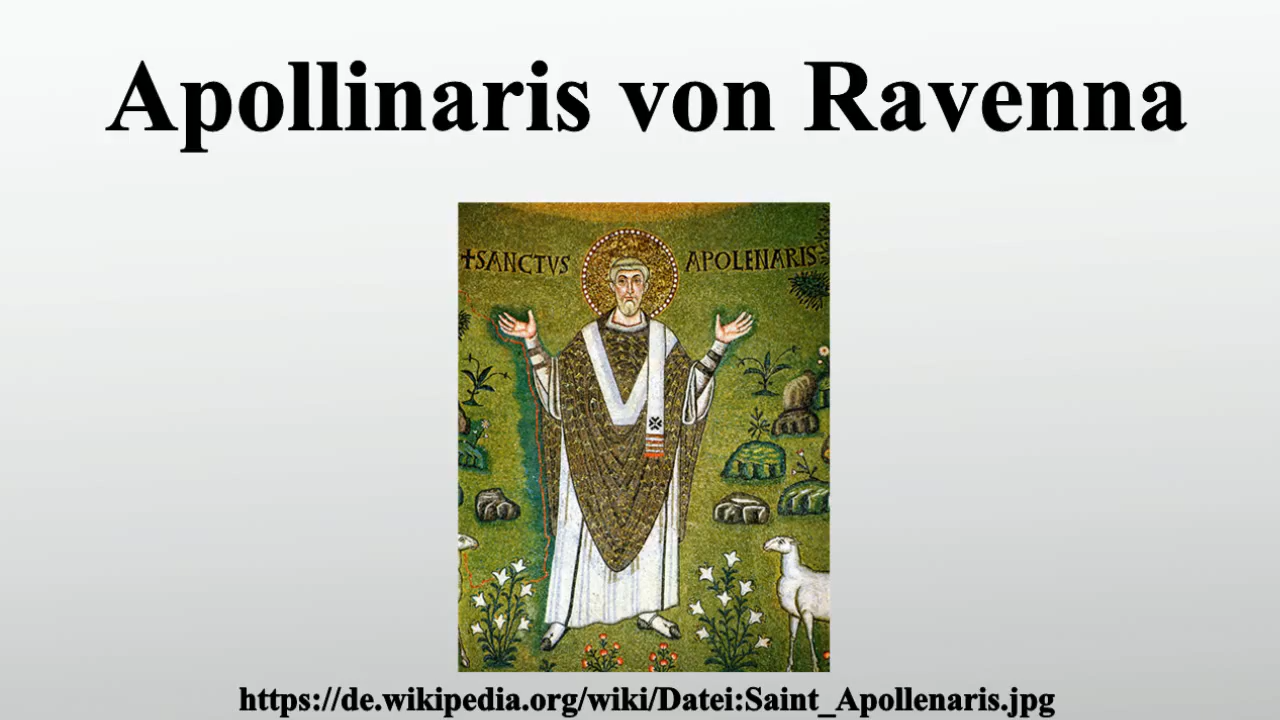 Apollinaris von Ravenna
+SANCTVS APOLENARIS
https://de.wikipedia.org/wiki/Datei:Saint_Apollenaris.jpg